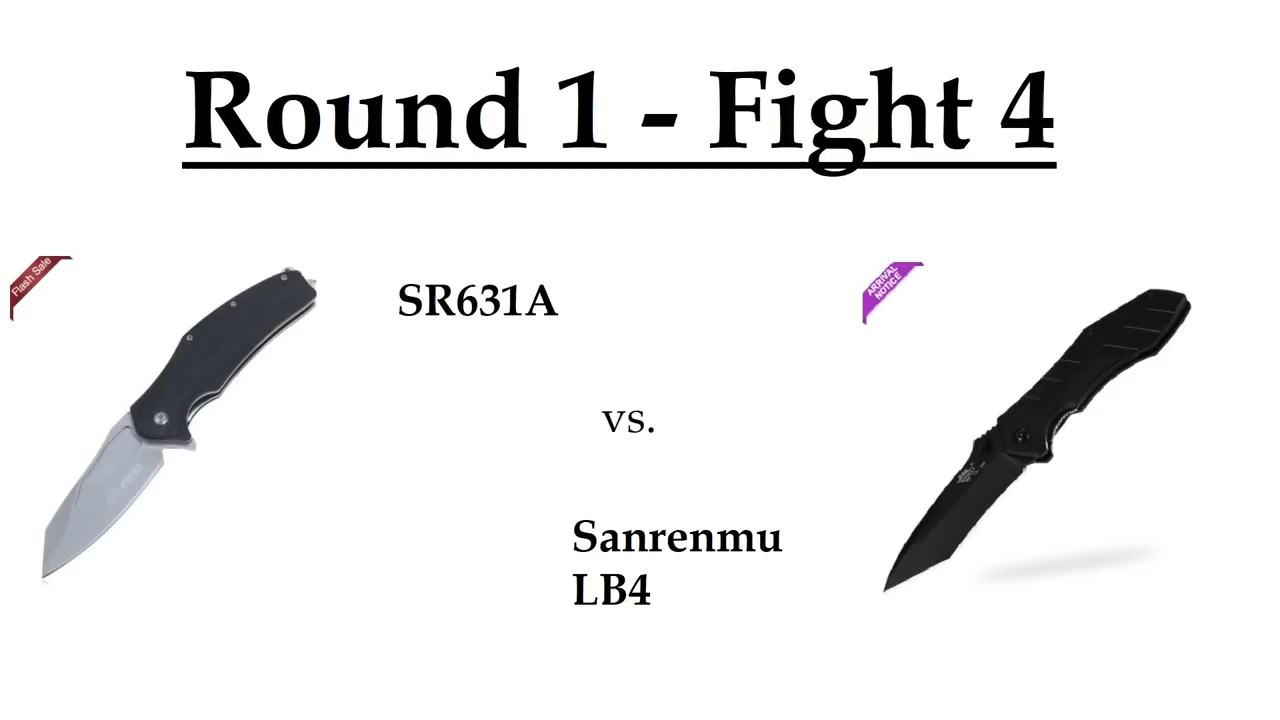 Round 1 - Fight 4
Flash Sale
SR631A
ARRIVAL
NOTICE
vs.
Sanrenmu
LB4